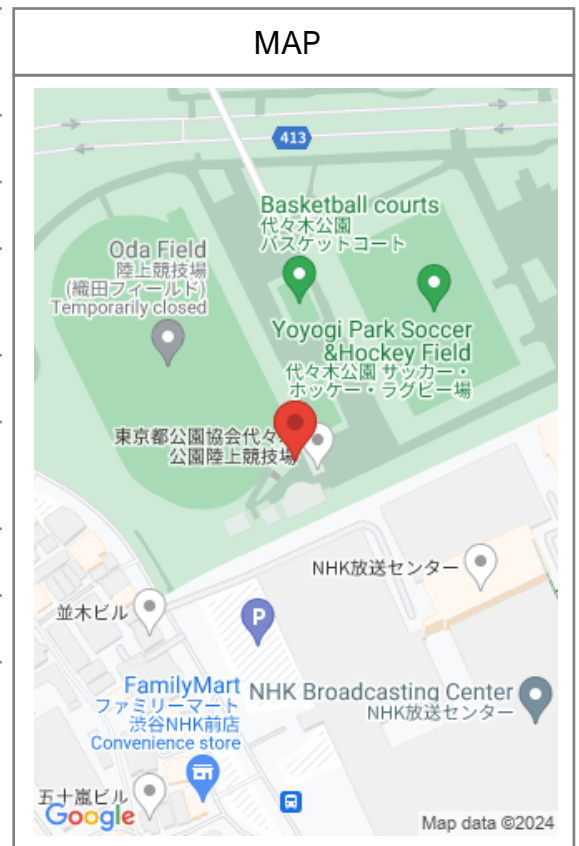 MAP
413
Basketball courts
代々木公園
バスケットコート
Oda Field
陸上競技場
(織田フィールド)
Temporarily closed
Yoyogi Park Soccer
&Hockey Field
代々木公園 サッカー・
ホッケー・ラグビー場
東京都公園協会代々
公園陸上競技場
NHK放送センター
並木ビル
P
FamilyMart
ファミリーマート
渋谷NHK前店
Convenience store
NHK Broadcasting Center
NHK放送センター
五十嵐ビル
Google
Map data ©2024